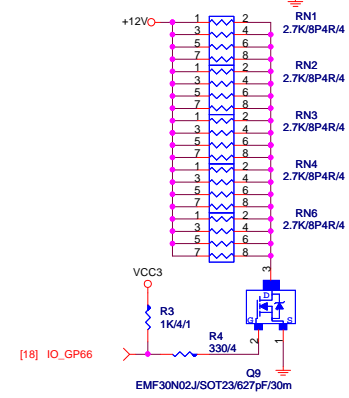 +12V
1 2 RN1
3 4 2.7K/8P4R/4
5 6
7 8
1 2 RN2
3 4 2.7K/8P4R/4
5 6
7 8
1 2 RN3
3 4 2.7K/8P4R/4
5 6
7 8
1 2 RN4
3 4 2.7K/8P4R/4
5 6
7 8
1 2 RN6
3 4 2.7K/8P4R/4
5 6
7 8
3
VCC3
D
R3
1K/4/1
G S
R4
330/4
2 1
[18] IO_GP66
Q9
EMF30N02J/SOT23/627pF/30m